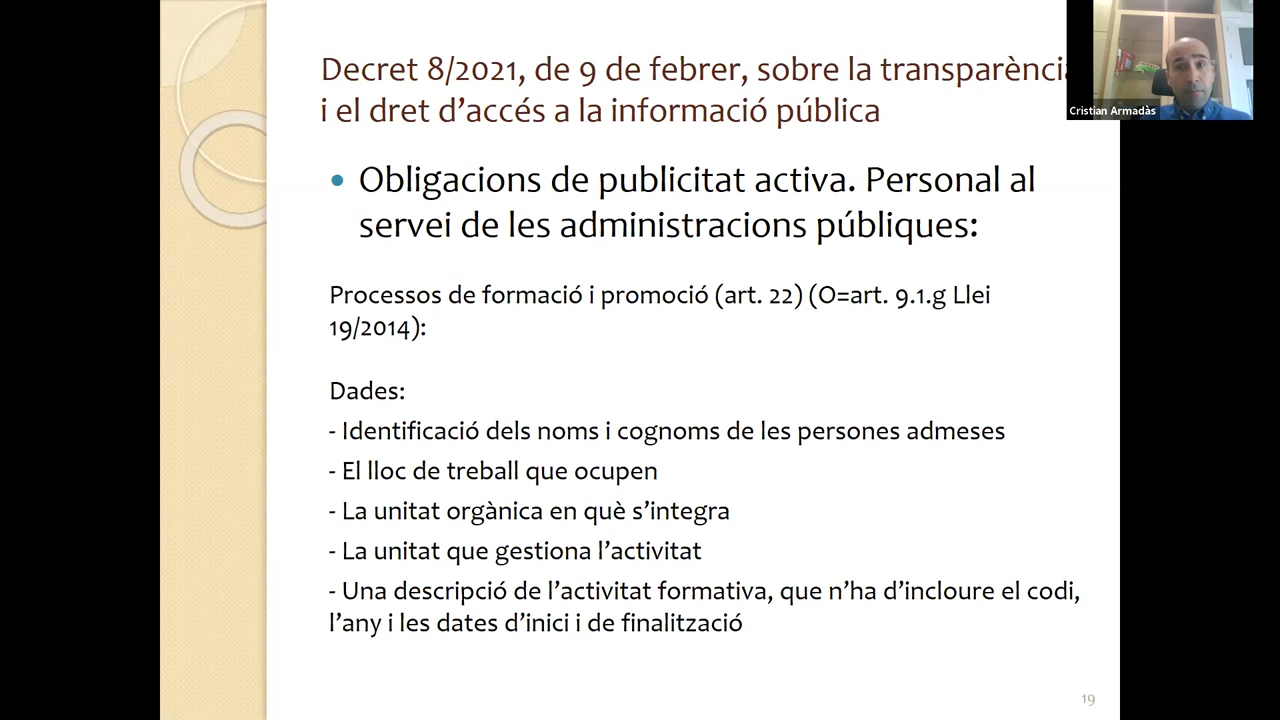 Decret 8/2021, de 9 de febrer, sobre la transparència
i el dret d'accés a la informació pública
Cristian Armadàs
• Obligacions de publicitat activa. Personal al
servei de les administracions públiques:
Processos de formació i promoció (art. 22) (O=art. 9.1.g Llei
19/2014):
Dades:
- Identificació dels noms i cognoms de les persones admeses
- El lloc de treball que ocupen
- La unitat orgànica en què s'integra
- La unitat que gestiona l'activitat
- Una descripció de l'activitat formativa, que n'ha d'incloure el codi,
l'any i les dates d'inici i de finalització
19